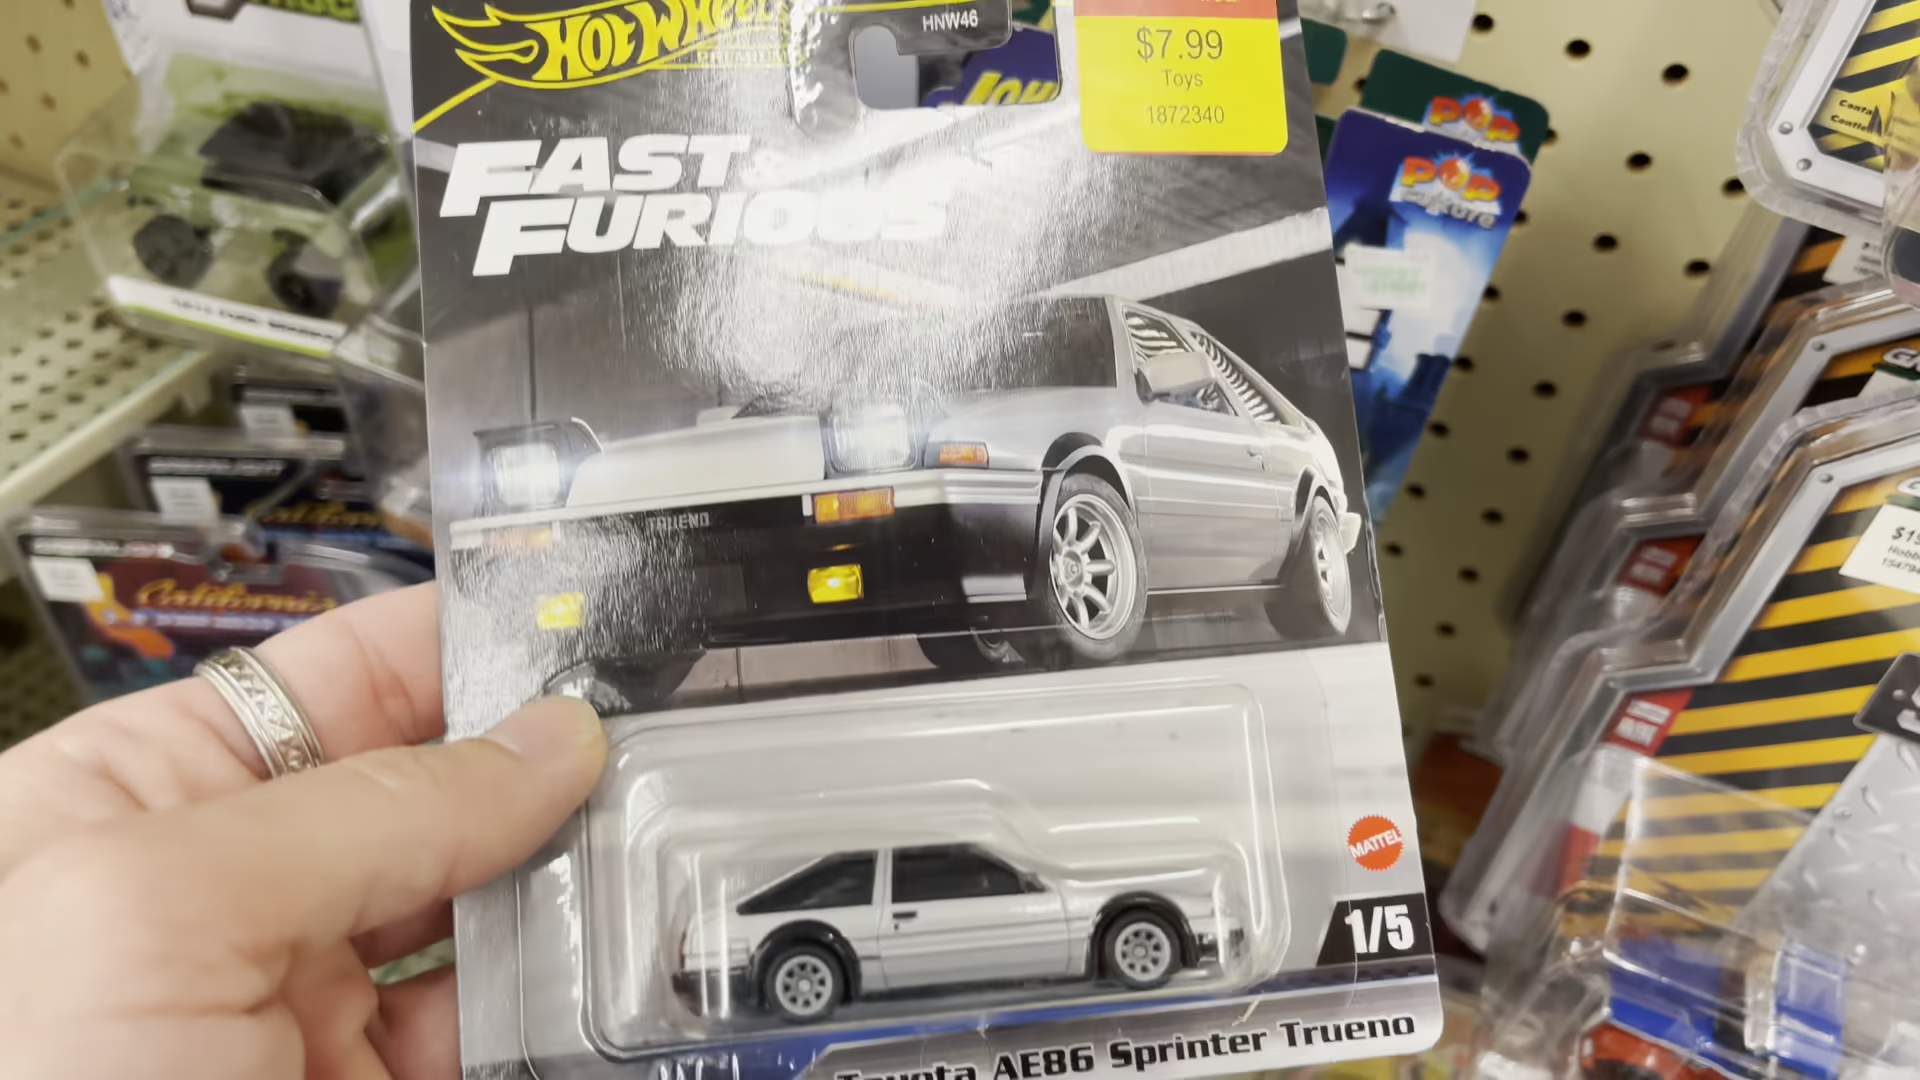 HOT WHEELS
HNW46
$7.99
Toys
1872340
FAST &
FURIOUS
TRUENO
POP
POP
Culture
California
MATTEL
1/5
Toyota AE86 Sprinter Trueno